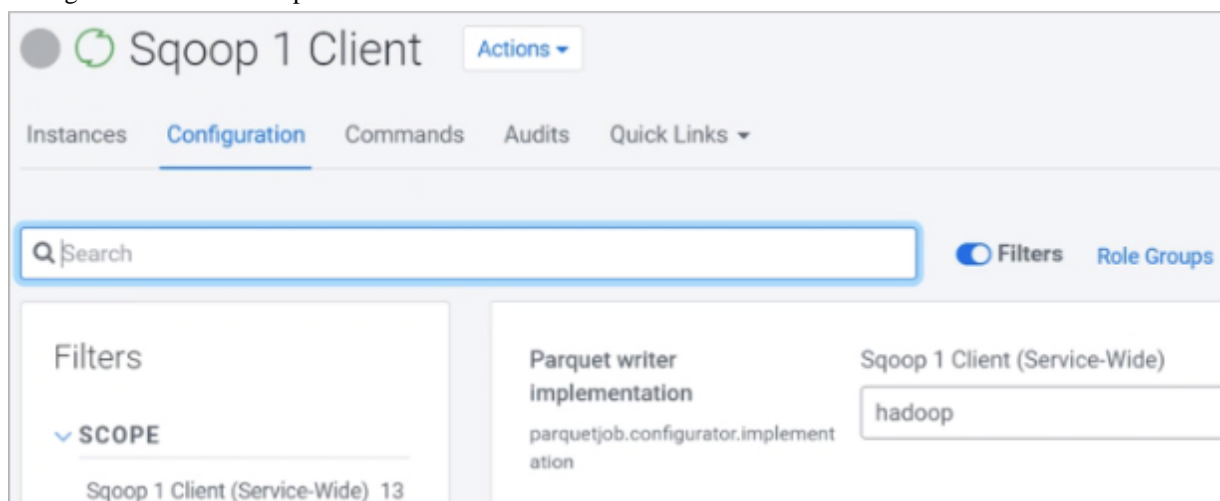 Sqoop 1 Client Actions
Instances Configuration Commands Audits Quick Links
Search
Filters Role Groups
Filters
SCOPE
Sqoop 1 Client (Service-Wide) 13
Parquet writer
implementation
parquetjob.configurator.implement
ation
Sqoop 1 Client (Service-Wide)
hadoop